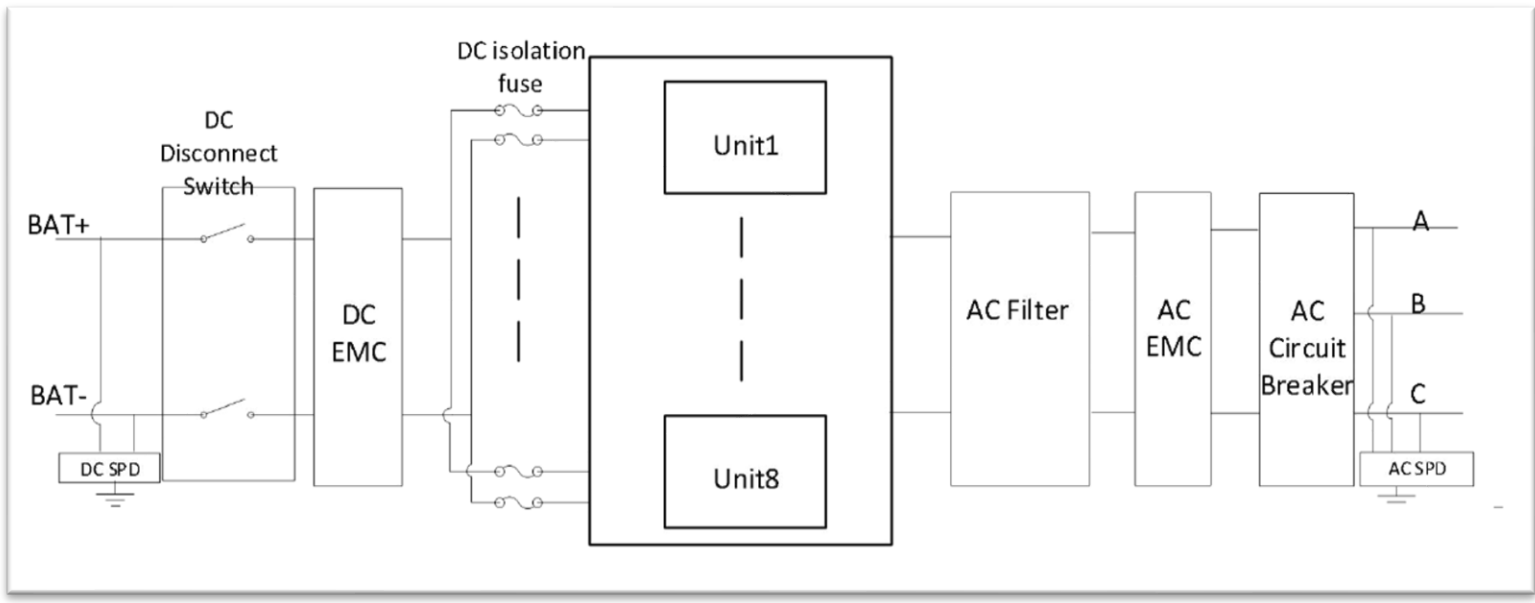 DC isolation
fuse
DC
Disconnect
Switch
Unit1
BAT+
A
DC
EMC
AC Filter
AC
EMC
AC
Circuit
Breaker
B
BAT-
C
DC SPD
Unit8
AC SPD